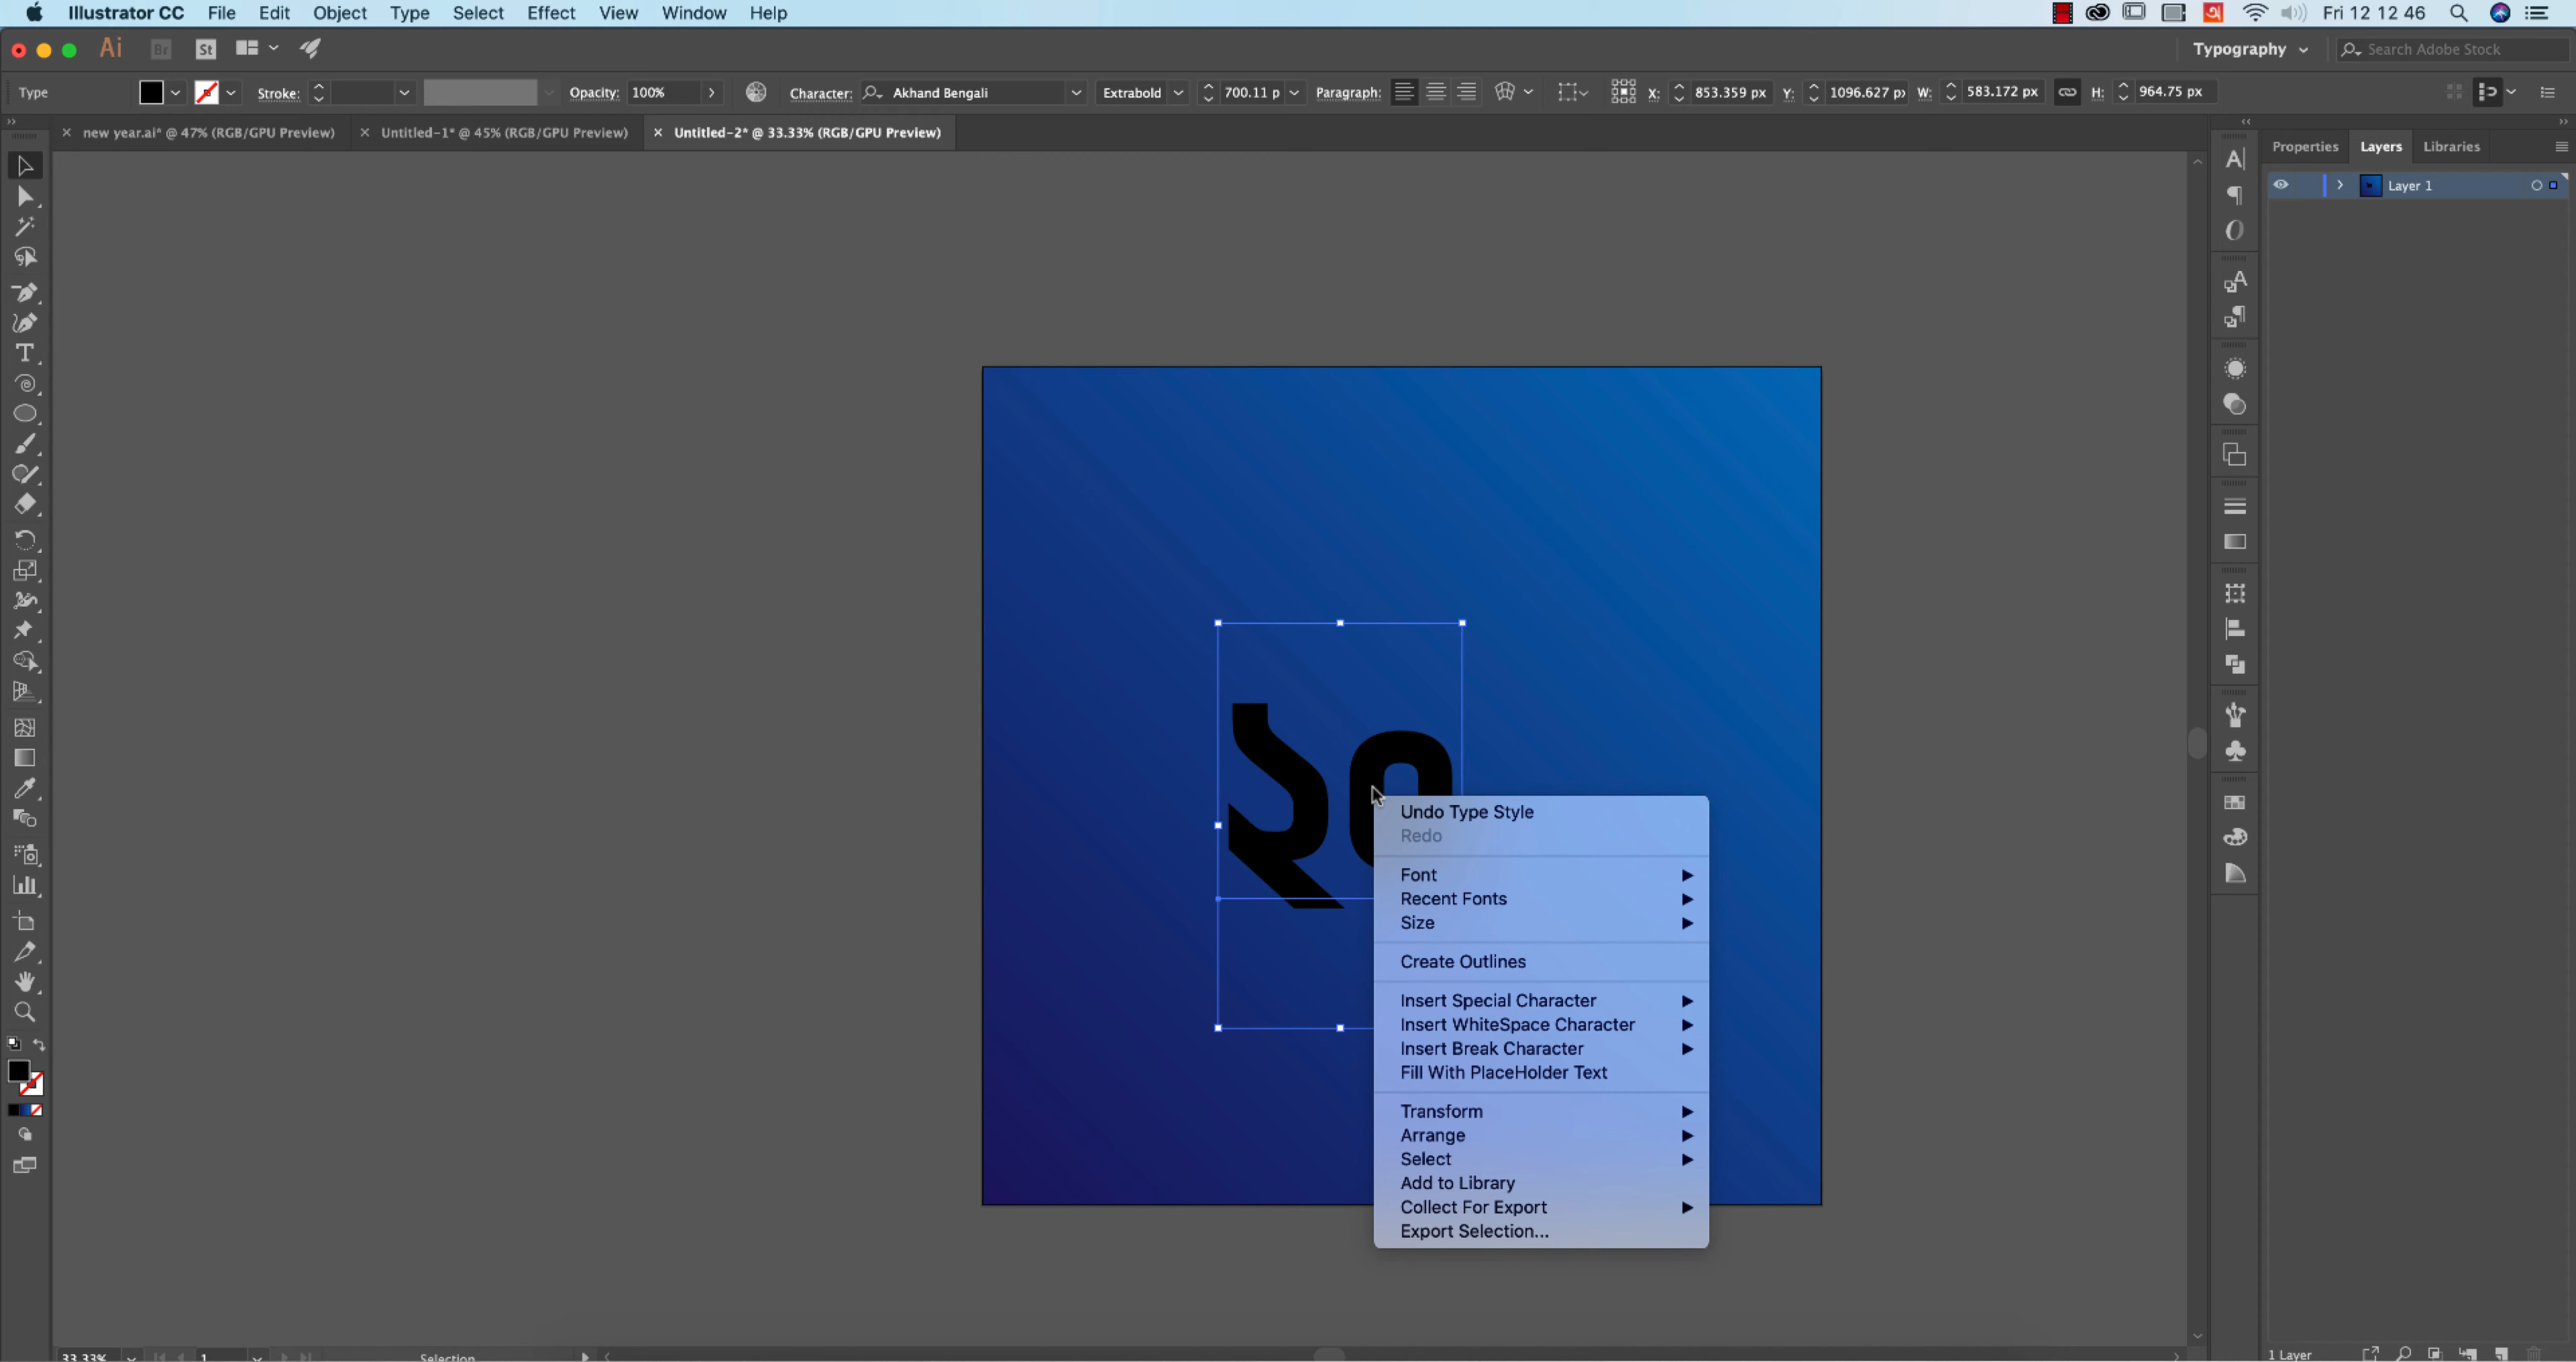 Illustrator CC File Edit Object Type Select Effect View Window Help Fri 12 12 46
Ai Br St Typography Search Adobe Stock
Type Stroke: Opacity: 100% Character: Akhand Bengali Extrabold 700.11 p Paragraph: X: 853.359 px Y: 1096.627 px W: 583.172 px H: 964.75 px
new year.ai* @ 47% (RGB/GPU Preview) Untitled-1* @ 45% (RGB/GPU Preview) Untitled-2* @ 33.33% (RGB/GPU Preview)
Properties Layers Libraries
Layer 1
২০
Undo Type Style
Redo
Font
Recent Fonts
Size
Create Outlines
Insert Special Character
Insert WhiteSpace Character
Insert Break Character
Fill With PlaceHolder Text
Transform
Arrange
Select
Add to Library
Collect For Export
Export Selection...
33.33% 1 Selection 1 Layer